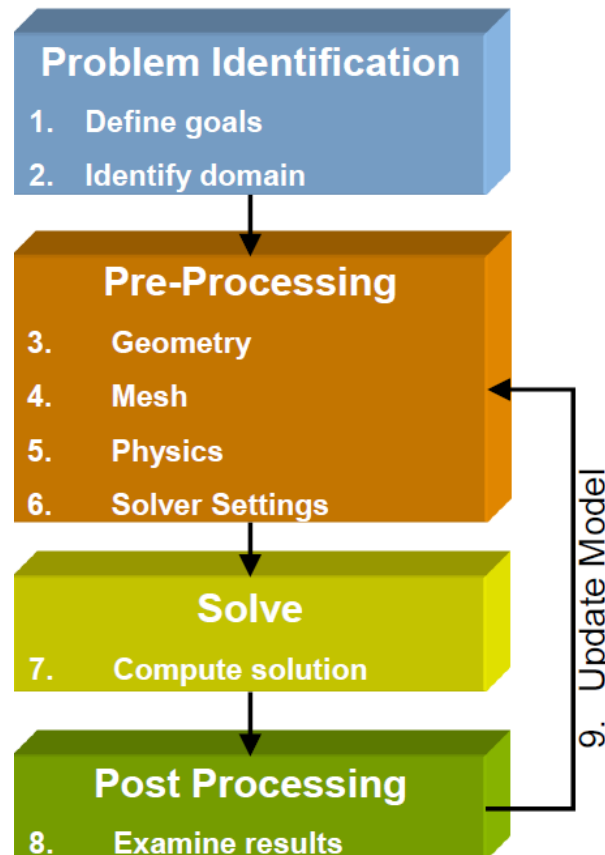 Problem Identification
1. Define goals
2. Identify domain
Pre-Processing
3. Geometry
4. Mesh
5. Physics
6. Solver Settings
Solve
7. Compute solution
Post Processing
8. Examine results
9. Update Model